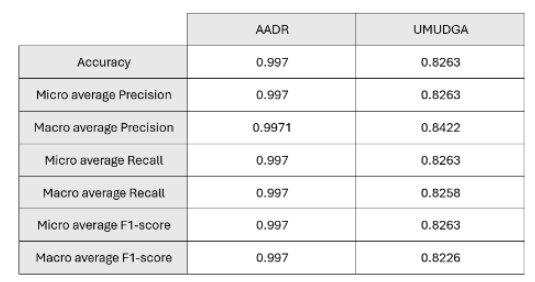 AADR UMUDGA
Accuracy 0.997 0.8263
Micro average Precision 0.997 0.8263
Macro average Precision 0.9971 0.8422
Micro average Recall 0.997 0.8263
Macro average Recall 0.997 0.8258
Micro average F1-score 0.997 0.8263
Macro average F1-score 0.997 0.8226